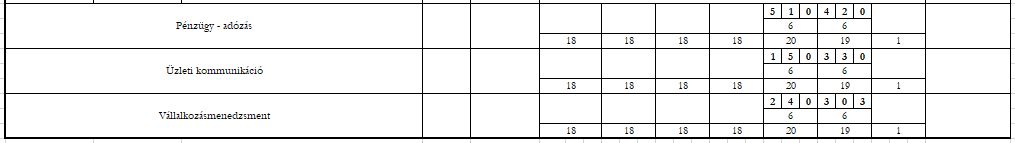 5 1 0 4 2 0
Pénzügy - adózás 6 6
18 18 18 18 20 19 1
1 5 0 3 3 0
Üzleti kommunikáció 6 6
18 18 18 18 20 19 1
2 4 0 3 0 3
Vállalkozásmenedzsment 6 6
18 18 18 18 20 19 1